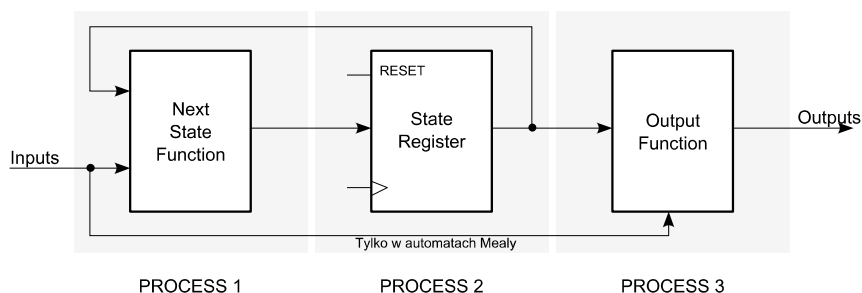 Inputs
Next
State
Function
RESET
State
Register
Output
Function
Outputs
Tylko w automatach Mealy
PROCESS 1
PROCESS 2
PROCESS 3